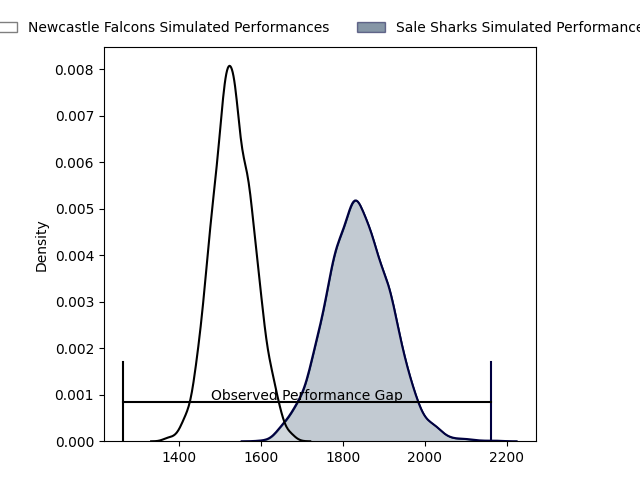 Newcastle Falcons Simulated Performances
Sale Sharks Simulated Performance
0.008
0.007
0.006
0.005
0.004
0.003
0.002
0.001
0.000
Density
Observed Performance Gap
1400 1600 1800 2000 2200